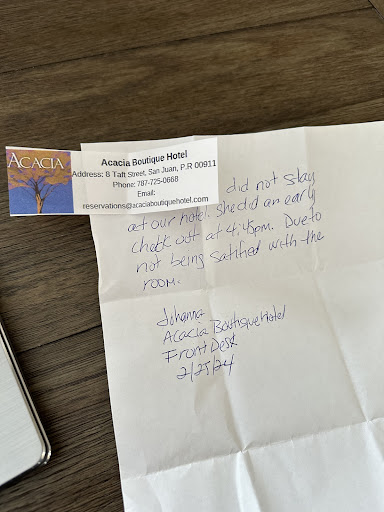 ACACIA
Acacia Boutique Hotel
Address: 8 Taft Street, San Juan, P.R 00911
Phone: 787-725-0668
Email:
reservations@acaciaboutiquehotel.com
did not stay
at our hotel. she did an early
check out at 4:45pm. Due to
not being satified with the
room.
Johanna
Acacia Boutique Hotel
Front Desk
2/25/24